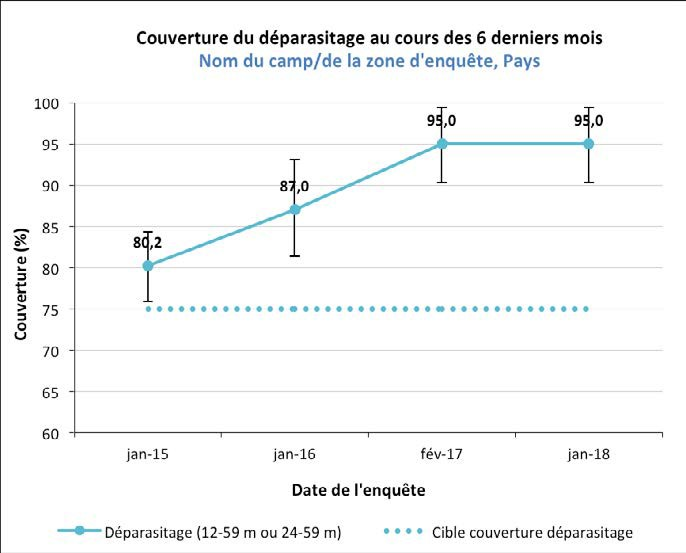 Couverture du déparasitage au cours des 6 derniers mois
Nom du camp/de la zone d'enquête, Pays
Couverture (%)
100
95
90
85
80
75
70
65
60
80,2
87,0
95,0
95,0
jan-15
jan-16
fév-17
jan-18
Date de l'enquête
Déparasitage (12-59 m ou 24-59 m)
Cible couverture déparasitage